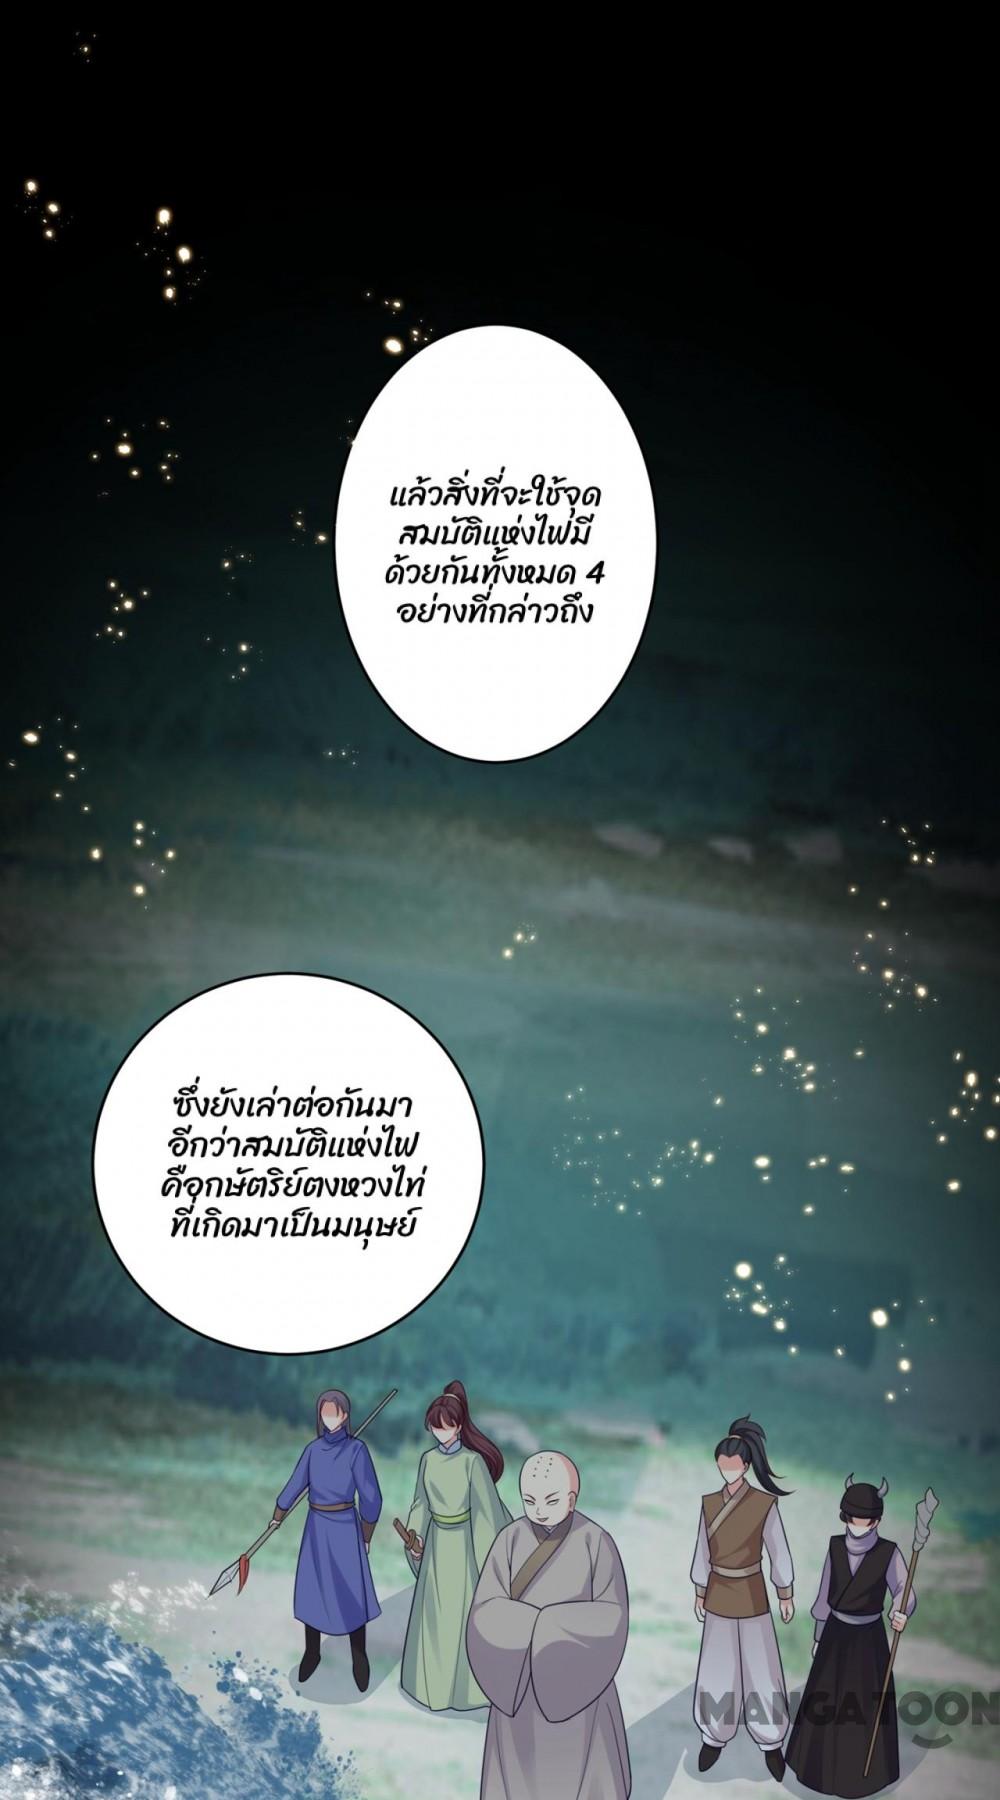 แล้วสิ่งที่จะใช้จุด
สมบัติแห่งไฟมี
ด้วยกันทั้งหมด 4
อย่างที่กล่าวถึง
ซึ่งยังเล่าต่อกันมา
อีกว่าสมบัติแห่งไฟ
คือกษัตริย์ตงหวงไท่
ที่เกิดมาเป็นมนุษย์
MANGATOON